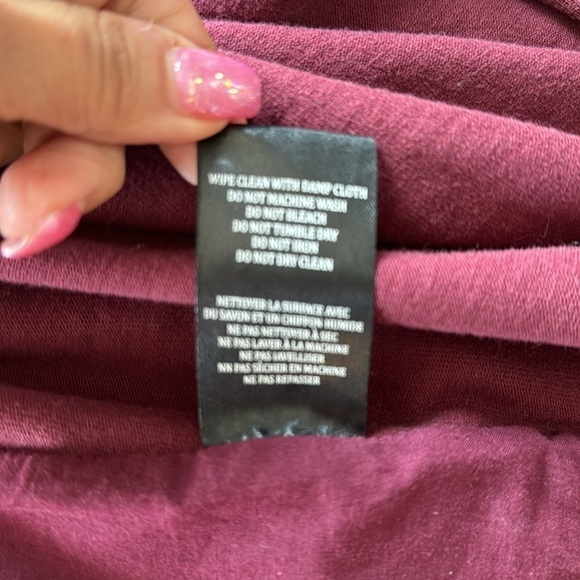 WIPE CLEAN WITH DAMP CLOTH
DO NOT MACHINE WASH
DO NOT BLEACH
DO NOT TUMBLE DRY
DO NOT IRON
DO NOT DRY CLEAN
NETTOYER LA SURFACE AVEC
DU SAVON ET UN CHIFFON HUMIDE
NE PAS NETTOYER À SEC
NE PAS LAVER À LA MACHINE
NE PAS JAVELLISER
NN PAS SÉCHER EN MACHINE
NE PAS REPASSER